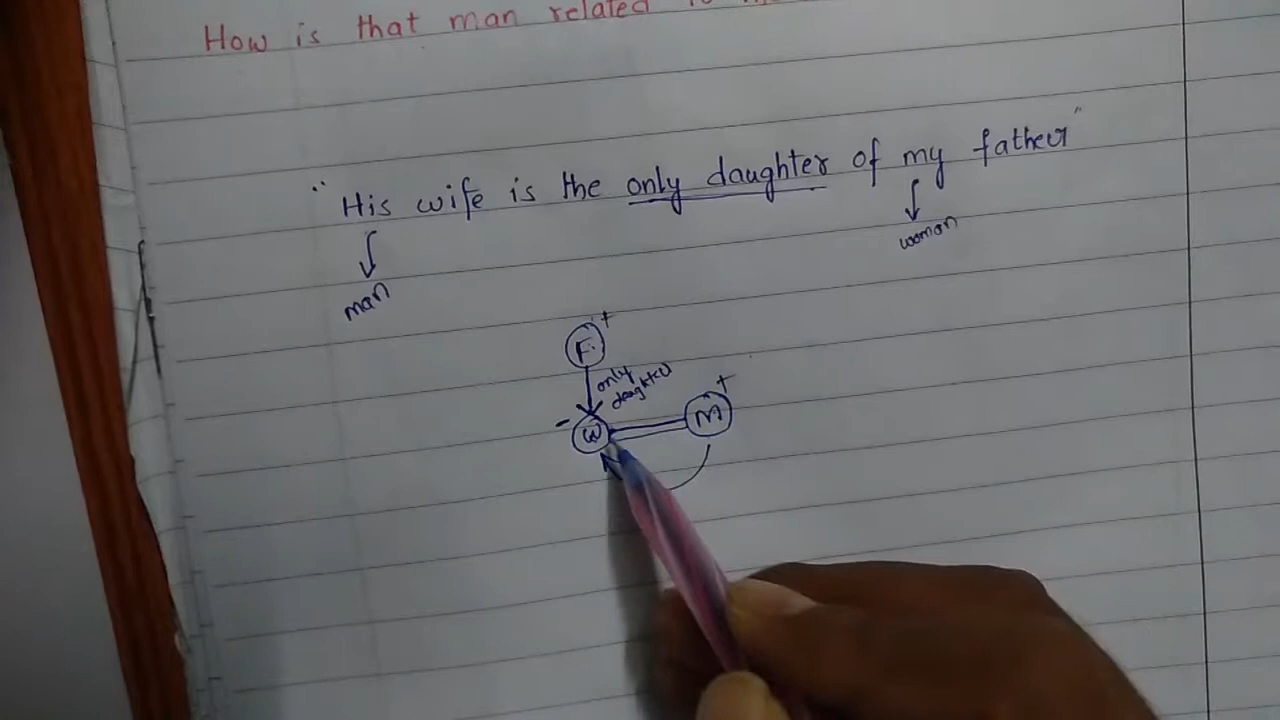 How is that man related
"His wife is the only daughter of my father"
man
woman
F +
only
daughter
- W M +